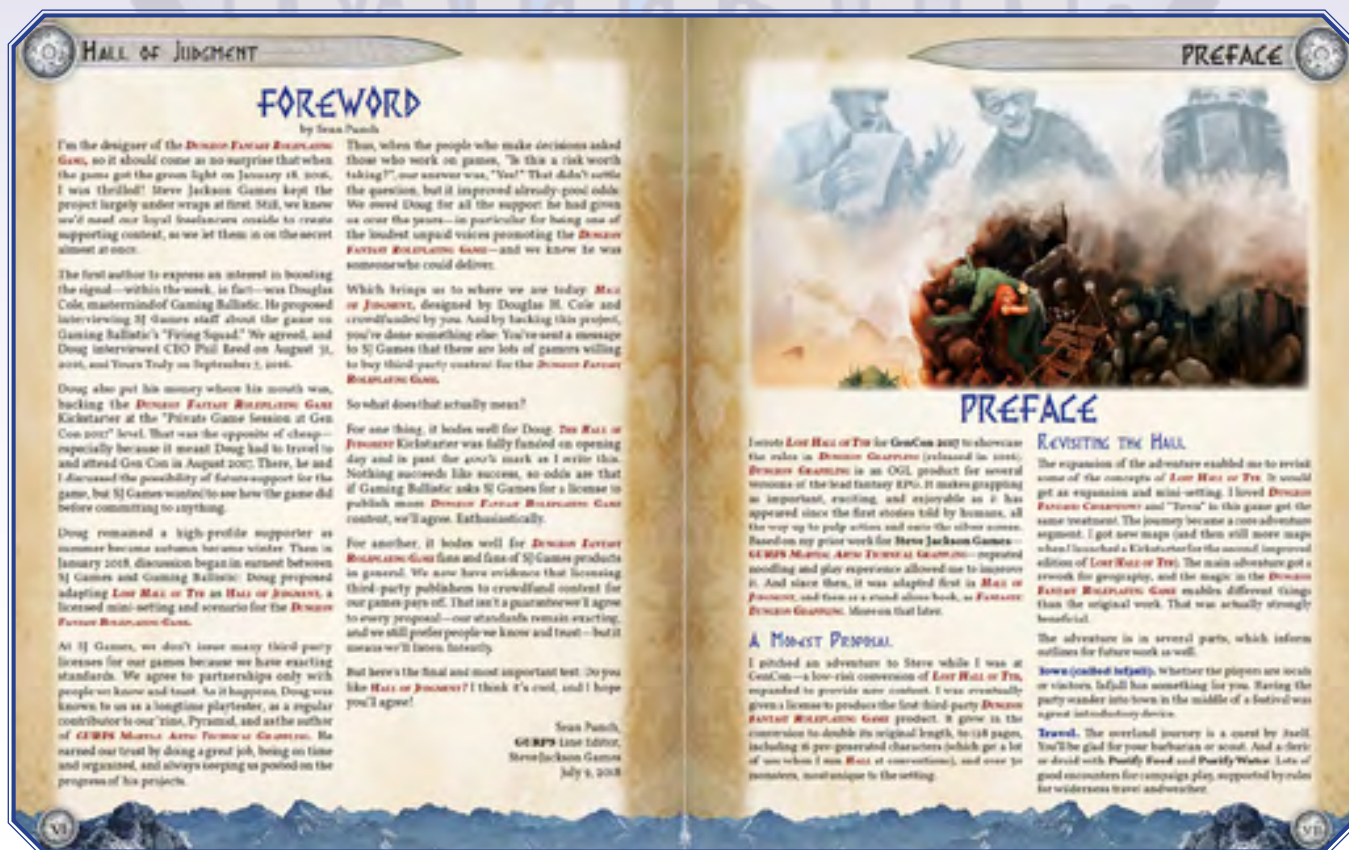 HALL OF JUDGMENT
FOREWORD
by Sean Punch
I'm the designer of the DUNGEON FANTASY ROLEPLAYING
GAME, so it should come as no surprise that when
the game got the green light on January 18, 2016,
I was thrilled! Steve Jackson Games kept the
project largely under wraps at first. Still, we knew
we'd need our loyal freelancers onside to create
supporting content, so we let them in on the secret
almost at once.
The first author to express an interest in boosting
the signal—within the week, in fact—was Douglas
Cole, mastermind of Gaming Ballistic. He proposed
interviewing SJ Games staff about the game on
Gaming Ballistic's "Firing Squad." We agreed, and
Doug interviewed CEO Phil Reed on August 31,
2016, and Yours Truly on September 7, 2016.
Doug also put his money where his mouth was,
backing the DUNGEON FANTASY ROLEPLAYING GAME
Kickstarter at the "Private Game Session at Gen
Con 2017" level. That was the opposite of cheap—
especially because it meant Doug had to travel to
and attend Gen Con in August 2017. There, he and
I discussed the possibility of future support for the
game, but SJ Games wanted to see how the game did
before committing to anything.
Doug remained a high-profile supporter as
summer became autumn became winter. Then in
January 2018, discussion began in earnest between
SJ Games and Gaming Ballistic: Doug proposed
adapting LOST HALL OF TYR as HALL OF JUDGMENT, a
licensed mini-setting and scenario for the DUNGEON
FANTASY ROLEPLAYING GAME.
At SJ Games, we don't issue many third party
licenses for our games because we have exacting
standards. We agree to partnerships only with
people we know and trust. As it happens, Doug was
known to us as a longtime playtester, as a regular
contributor to our 'zine, Pyramid, and as the author
of GURPS MARTIAL ARTS: TECHNICAL GRAPPLING. He
earned our trust by doing a great job, being on time
and organized, and always keeping us posted on the
progress of his projects.
Thus, when the people who make decisions asked
those who work on games, "Is this a risk worth
taking?", our answer was, "Yes!" That didn't settle
the question, but it improved already-good odds.
We owed Doug for all the support he had given
us over the years—in particular for being one of
the loudest unpaid voices promoting the DUNGEON
FANTASY ROLEPLAYING GAME—and we knew he was
someone who could deliver.
Which brings us to where we are today: HALL
OF JUDGMENT, designed by Douglas H. Cole and
crowdfunded by you. And by backing this project,
you've done something else: You've sent a message
to SJ Games that there are lots of gamers willing
to buy third-party content for the DUNGEON FANTASY
ROLEPLAYING GAME.
So what does that actually mean?
For one thing, it bodes well for Doug. THE HALL OF
JUDGMENT Kickstarter was fully funded on opening
day and is past the 400% mark as I write this.
Nothing succeeds like success, so odds are that
if Gaming Ballistic asks SJ Games for a license to
publish more DUNGEON FANTASY ROLEPLAYING GAME
content, we'll agree. Enthusiastically.
For another, it bodes well for DUNGEON FANTASY
ROLEPLAYING GAME fans and fans of SJ Games products
in general. We now have evidence that licensing
third-party publishers to crowdfund content for
our games pays off. That isn't a guarantee we'll agree
to every proposal—our standards remain exacting,
and we still prefer people we know and trust—but it
means we'll listen. Intently.
But here's the final and most important test: Do you
like HALL OF JUDGMENT? I think it's cool, and I hope
you'll agree!
Sean Punch,
GURPS Line Editor,
Steve Jackson Games
July 9, 2018
VI
PREFACE
PREFACE
I wrote LOST HALL OF TYR for GenCon 2017 to showcase
the rules in DUNGEON GRAPPLING (released in 2016).
DUNGEON GRAPPLING is an OGL product for several
versions of the lead fantasy RPG. It makes grappling
as important, exciting, and enjoyable as it has
appeared since the first stories told by humans, all
the way up to pulp action and onto the silver screen.
Based on my prior work for Steve Jackson Games—
GURPS MARTIAL ARTS: TECHNICAL GRAPPLING—repeated
noodling and play experience allowed me to improve
it. And since then, it was adapted first in HALL OF
JUDGMENT, and then as a stand-alone book, as FANTASTIC
DUNGEON GRAPPLING. More on that later.
A MODEST PROPOSAL
I pitched an adventure to Steve while I was at
GenCon—a low-risk conversion of LOST HALL OF TYR,
expanded to provide new content. I was eventually
given a license to produce the first third-party DUNGEON
FANTASY ROLEPLAYING GAME product. It grew in the
conversion to double its original length, to 128 pages,
including 16 pre-generated characters (which get a lot
of use when I run HALL at conventions), and over 30
monsters, most unique to the setting.
REVISITING THE HALL
The expansion of the adventure enabled me to revisit
some of the concepts of LOST HALL OF TYR. It would
get an expansion and mini-setting. I loved DUNGEON
FANTASY: CIDERTOWN and "Town" in this game get the
same treatment. The journey became a core adventure
segment. I got new maps (and then still more maps
when I launched a Kickstarter for the second, improved
edition of LOST HALL OF TYR). The main adventure got a
rework for geography, and the magic in the DUNGEON
FANTASY ROLEPLAYING GAME enables different things
than the original work. That was actually strongly
beneficial.
The adventure is in several parts, which inform
outlines for future work as well.
Town (called Isfjall). Whether the players are locals
or visitors, Isfjall has something for you. Having the
party wander into town in the middle of a festival was
a great introductory device.
Travel. The overland journey is a quest by itself.
You'll be glad for your barbarian or scout. And a cleric
or druid with Purify Food and Purify Water. Lots of
good encounters for campaign play, supported by rules
for wilderness travel and weather.
VII